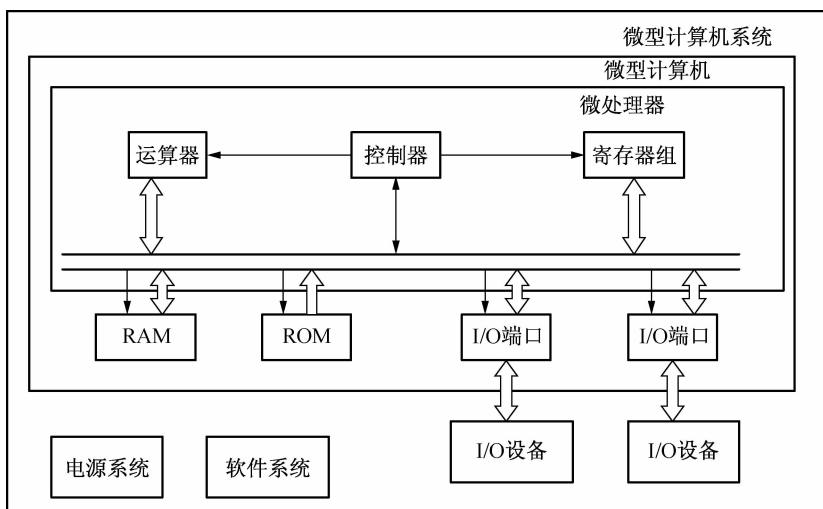 微型计算机系统
微型计算机
微处理器
运算器
控制器
寄存器组
RAM
ROM
I/O端口
I/O端口
电源系统
软件系统
I/O设备
I/O设备